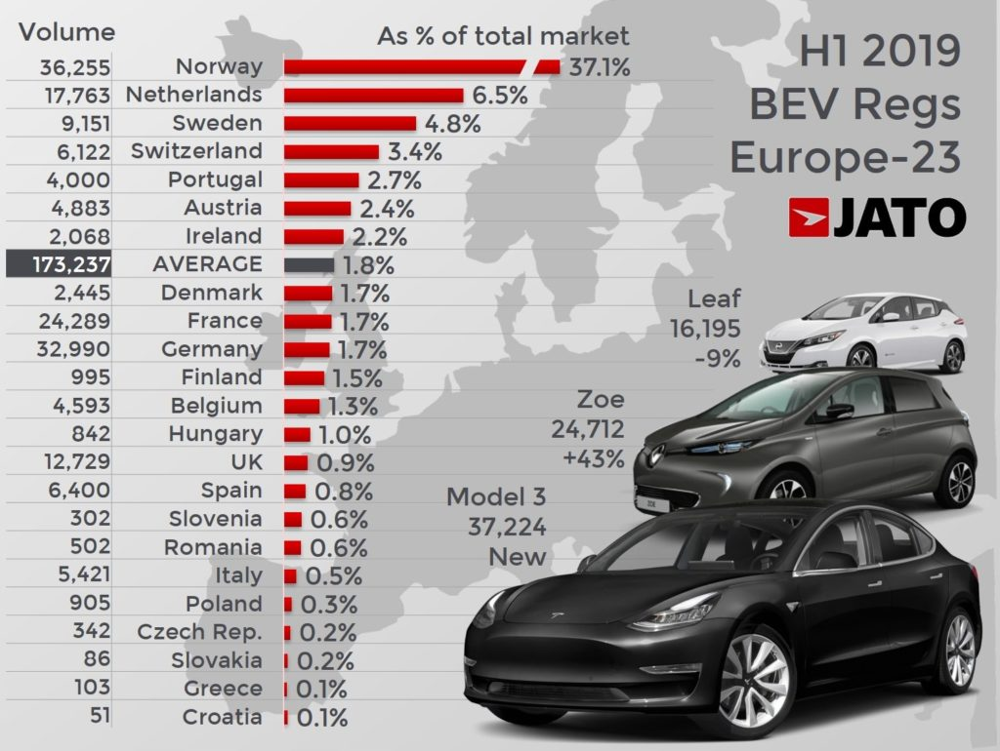 Volume
As % of total market
36,255 Norway 37.1%
17,763 Netherlands 6.5%
9,151 Sweden 4.8%
6,122 Switzerland 3.4%
4,000 Portugal 2.7%
4,883 Austria 2.4%
2,068 Ireland 2.2%
173,237 AVERAGE 1.8%
2,445 Denmark 1.7%
24,289 France 1.7%
32,990 Germany 1.7%
995 Finland 1.5%
4,593 Belgium 1.3%
842 Hungary 1.0%
12,729 UK 0.9%
6,400 Spain 0.8%
302 Slovenia 0.6%
502 Romania 0.6%
5,421 Italy 0.5%
905 Poland 0.3%
342 Czech Rep. 0.2%
86 Slovakia 0.2%
103 Greece 0.1%
51 Croatia 0.1%
H1 2019
BEV Regs
Europe-23
JATO
Leaf
16,195
-9%
Zoe
24,712
+43%
ZOE
Model 3
37,224
New